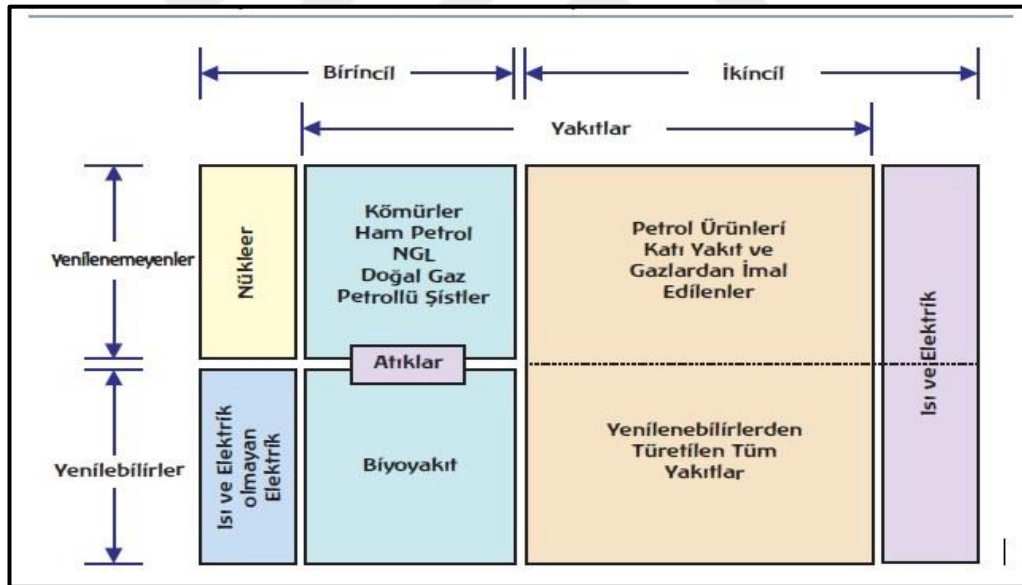 Birincil
İkincil
Yakıtlar
Yenilenemeyenler
Nükleer
Kömürler
Ham Petrol
NGL
Doğal Gaz
Petrollü Şistler
Petrol Ürünleri
Katı Yakıt ve
Gazlardan İmal
Edilenler
Isı ve Elektrik
Atıklar
Yenilebilirler
Isı ve Elektrik
olmayan
Elektrik
Biyoyakıt
Yenilenebilirlerden
Türetilen Tüm
Yakıtlar